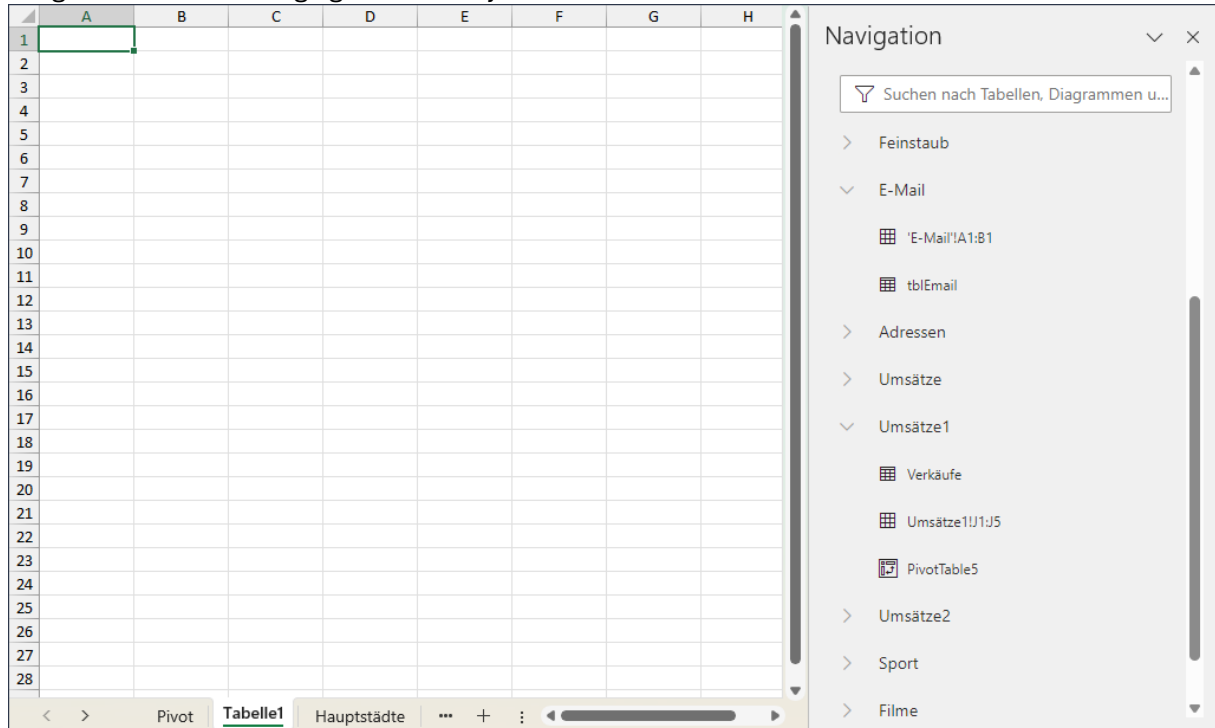 A B C D E F G H
1
2
3
4
5
6
7
8
9
10
11
12
13
14
15
16
17
18
19
20
21
22
23
24
25
26
27
28
Pivot Tabelle1 Hauptstädte
Navigation
Suchen nach Tabellen, Diagrammen u...
Feinstaub
E-Mail
'E-Mail'!A1:B1
tblEmail
Adressen
Umsätze
Umsätze1
Verkäufe
Umsätze1!J1:J5
PivotTable5
Umsätze2
Sport
Filme